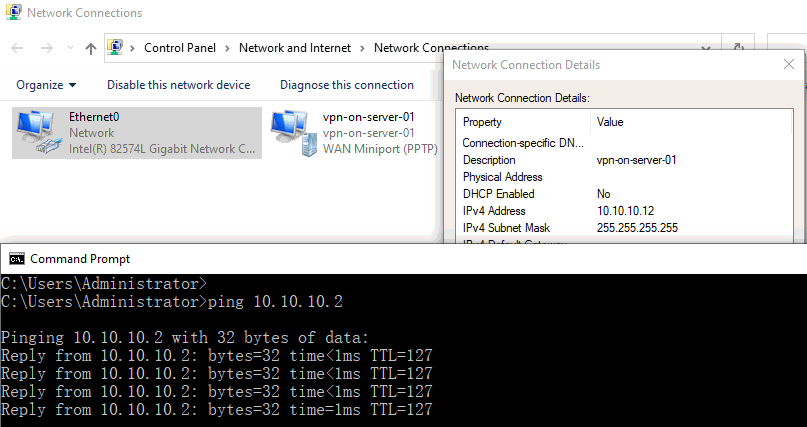 Network Connections
Control Panel > Network and Internet > Network Connections
Organize Disable this network device Diagnose this connection
Ethernet0
Network
Intel(R) 82574L Gigabit Network C...
vpn-on-server-01
vpn-on-server-01
WAN Miniport (PPTP)
Network Connection Details
Network Connection Details:
Property Value
Connection-specific DN...
Description vpn-on-server-01
Physical Address
DHCP Enabled No
IPv4 Address 10.10.10.12
IPv4 Subnet Mask 255.255.255.255
IPv4 Default Gateway
Command Prompt
C:\Users\Administrator>
C:\Users\Administrator>ping 10.10.10.2
Pinging 10.10.10.2 with 32 bytes of data:
Reply from 10.10.10.2: bytes=32 time<1ms TTL=127
Reply from 10.10.10.2: bytes=32 time<1ms TTL=127
Reply from 10.10.10.2: bytes=32 time<1ms TTL=127
Reply from 10.10.10.2: bytes=32 time=1ms TTL=127